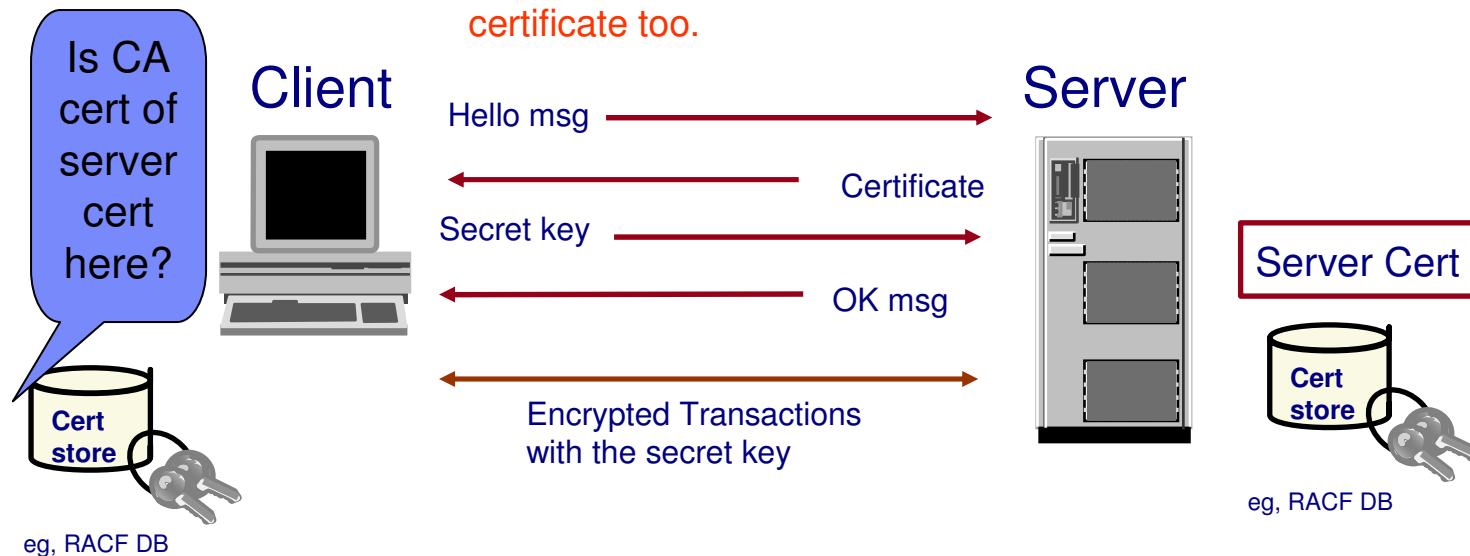 certificate too.
Is CA
cert of
server
cert
here?
Client
Server
Hello msg
Certificate
Secret key
OK msg
Server Cert
Encrypted Transactions
with the secret key
Cert
store
eg, RACF DB
Cert
store
eg, RACF DB